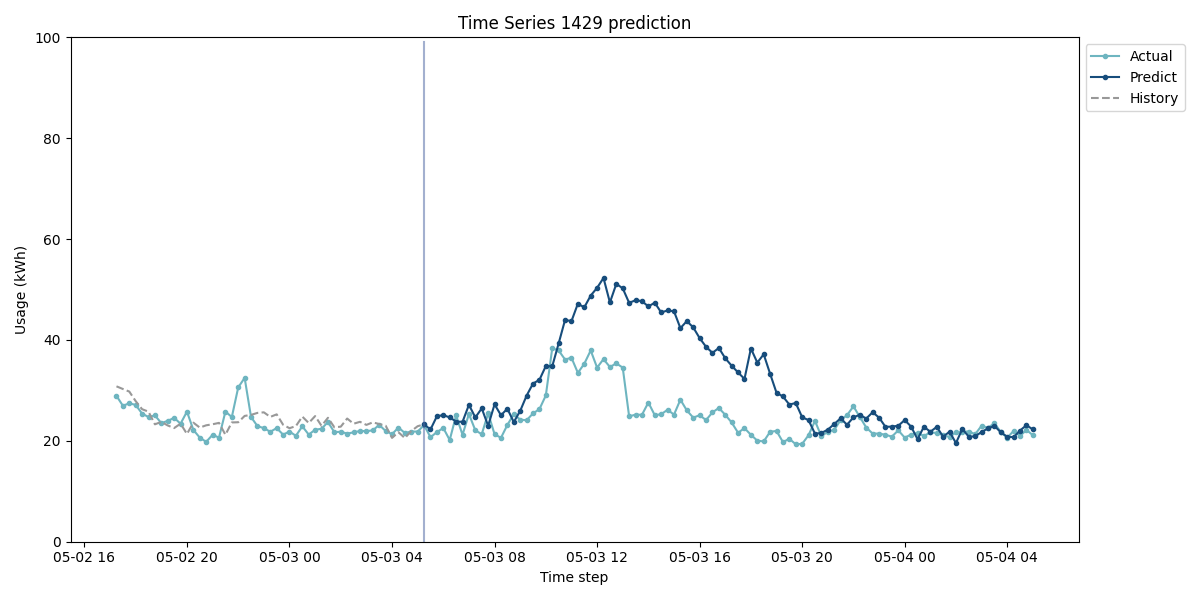 Time Series 1429 prediction
100
80
60
40
20
0
Usage (kWh)
05-02 16
05-02 20
05-03 00
05-03 04
05-03 08
05-03 12
05-03 16
05-03 20
05-04 00
05-04 04
Time step
Actual
Predict
History